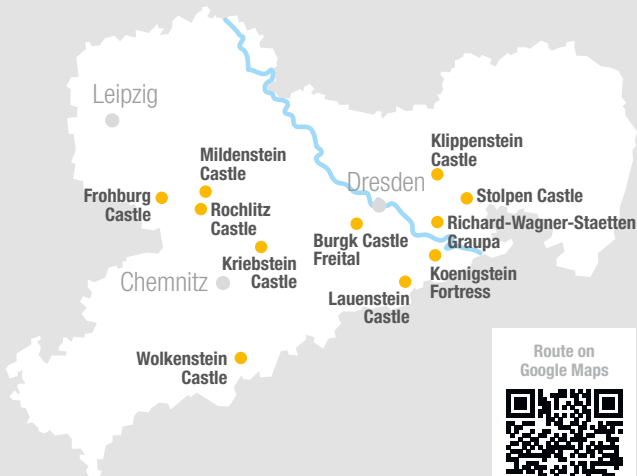 Leipzig
Mildenstein
Castle
Frohburg
Castle
Rochlitz
Castle
Kriebstein
Castle
Chemnitz
Wolkenstein
Castle
Klippenstein
Castle
Dresden
Stolpen Castle
Richard-Wagner-Staetten
Graupa
Burgk Castle
Freital
Koenigstein
Fortress
Lauenstein
Castle
Route on
Google Maps